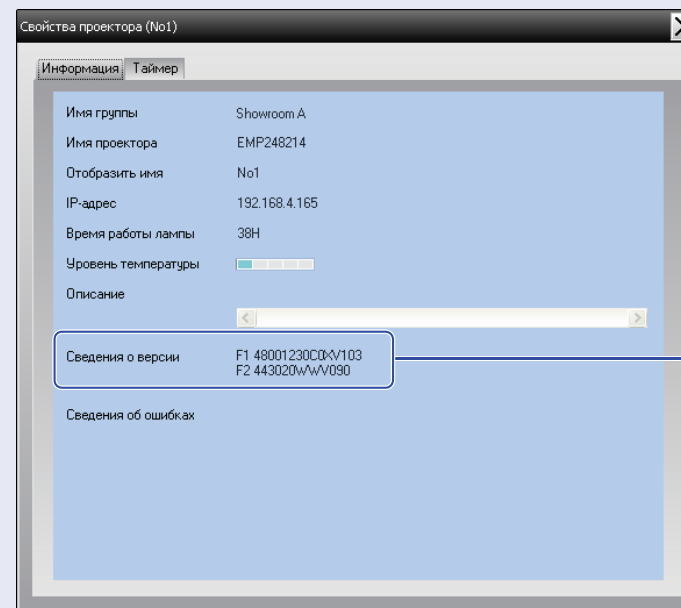 Свойства проектора (No1)
Информация Таймер
Имя группы Showroom A
Имя проектора EMP248214
Отобразить имя No1
IP-адрес 192.168.4.165
Время работы лампы 38H
Уровень температуры
Описание
Сведения о версии F1 48001230C0XV103
F2 443020WWV090
Сведения об ошибках